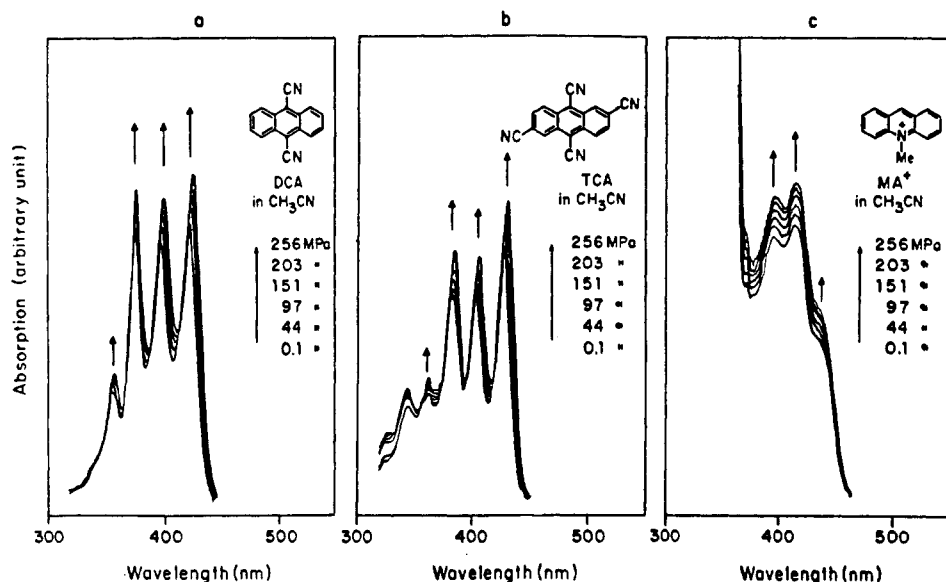 a
b
c
Absorption (arbitrary unit)
CN
CN
DCA
in CH₃CN
256 MPa
203 "
151 "
97 "
44 "
0.1 "
300
400
500
Wavelength (nm)
CN
CN
NC
CN
TCA
in CH₃CN
256 MPa
203 "
151 "
97 "
44 "
0.1 "
300
400
500
Wavelength (nm)
N
+
Me
MA⁺
in CH₃CN
256 MPa
203 "
151 "
97 "
44 "
0.1 "
300
400
500
Wavelength (nm)